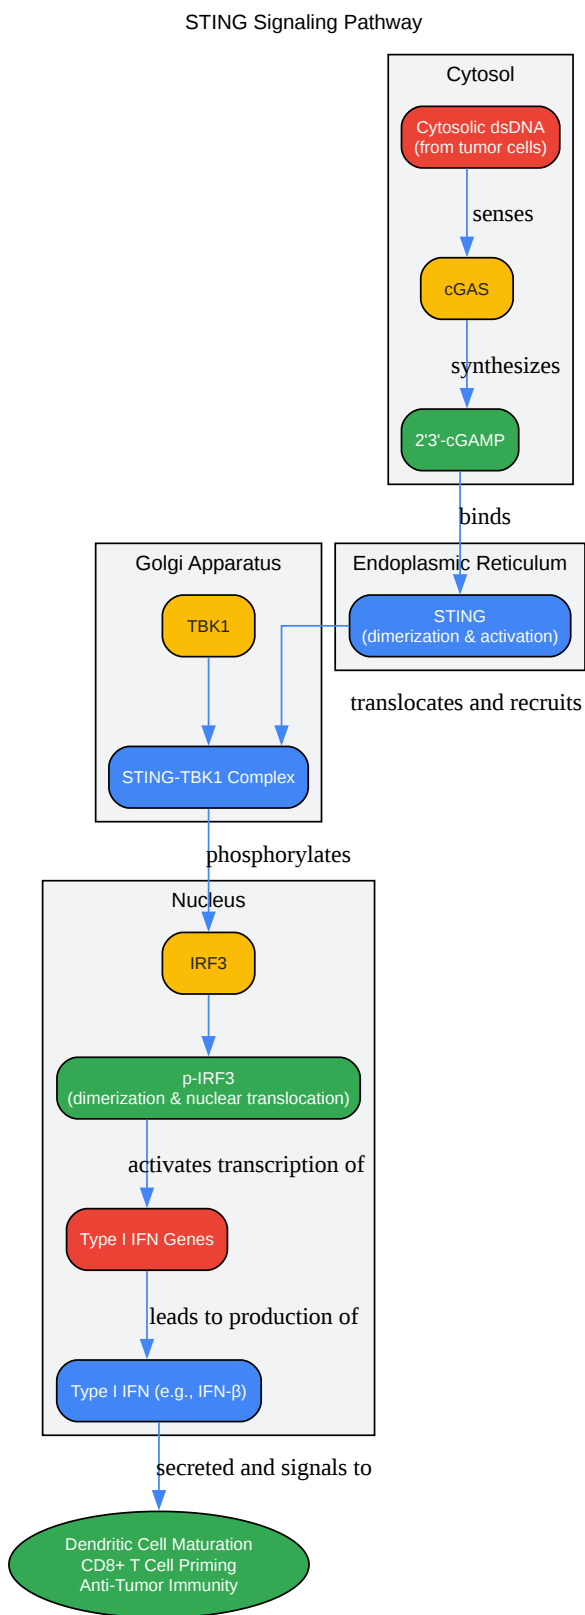 STING Signaling Pathway
Cytosol
Cytosolic dsDNA
(from tumor cells)
senses
cGAS
synthesizes
2'3'-cGAMP
binds
Golgi Apparatus
Endoplasmic Reticulum
TBK1
STING
(dimerization & activation)
translocates and recruits
STING-TBK1 Complex
phosphorylates
Nucleus
IRF3
p-IRF3
(dimerization & nuclear translocation)
activates transcription of
Type I IFN Genes
leads to production of
Type I IFN (e.g., IFN-β)
secreted and signals to
Dendritic Cell Maturation
CD8+ T Cell Priming
Anti-Tumor Immunity